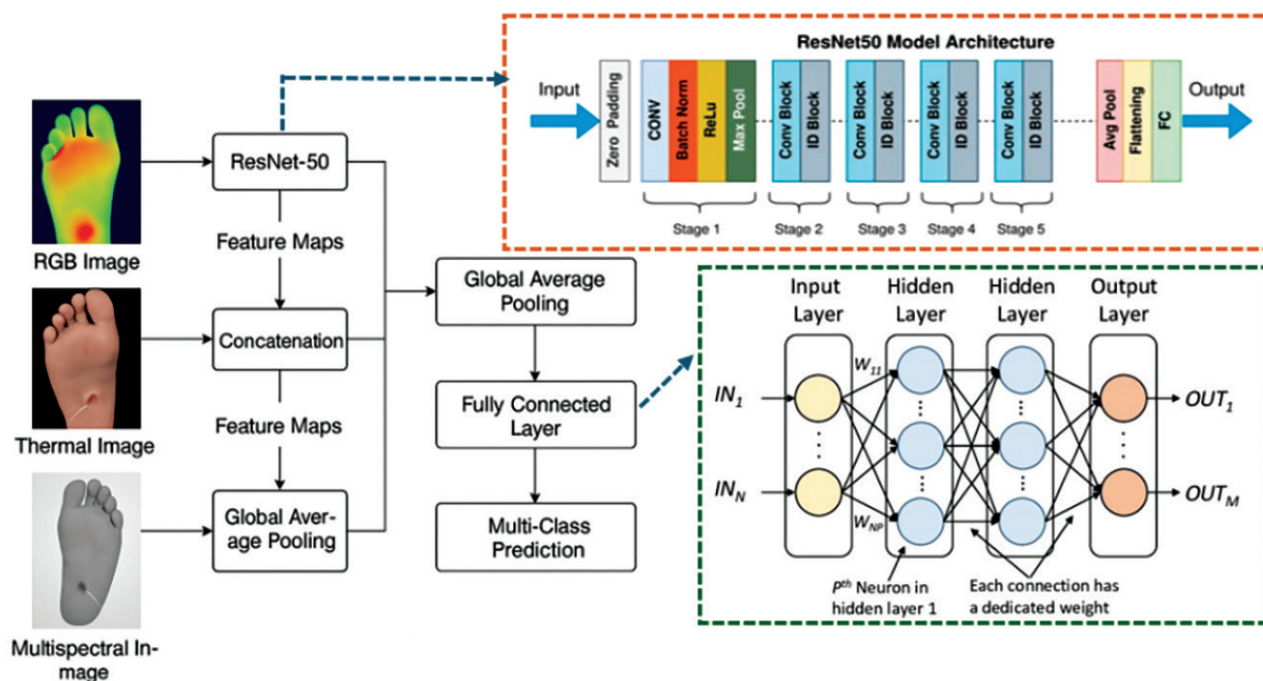 ResNet50 Model Architecture
Input
Zero Padding
CONV
Batch Norm
ReLu
Max Pool
Conv Block
ID Block
Conv Block
ID Block
Conv Block
ID Block
Conv Block
ID Block
Avg Pool
Flattening
FC
Output
Stage 1
Stage 2
Stage 3
Stage 4
Stage 5
RGB Image
Thermal Image
Multispectral In-
mage
ResNet-50
Feature Maps
Concatenation
Feature Maps
Global Aver-
age Pooling
Global Average
Pooling
Fully Connected
Layer
Multi-Class
Prediction
Input
Layer
Hidden
Layer
Hidden
Layer
Output
Layer
W11
IN1
OUT1
INN
OUTM
WNP
Pth Neuron in
hidden layer 1
Each connection has
a dedicated weight